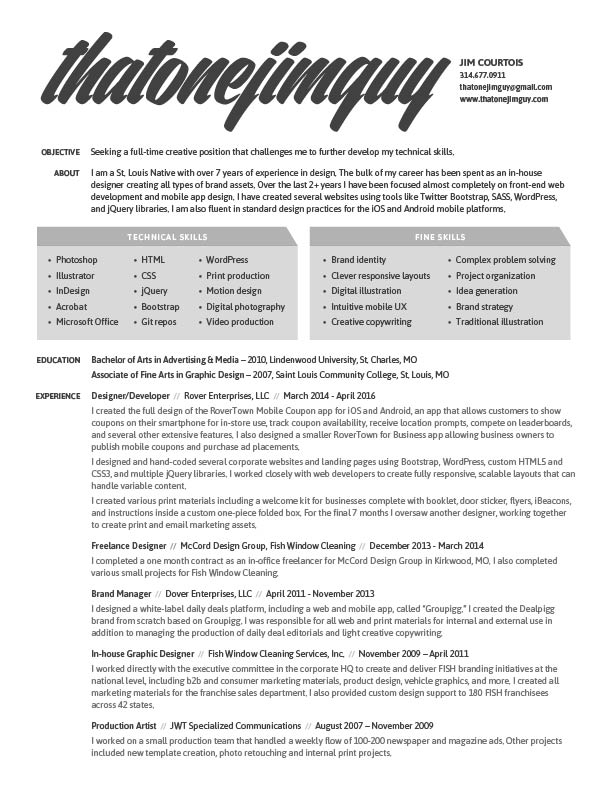 thatonejimguy
JIM COURTOIS
314.677.0911
thatonejimguy@gmail.com
www.thatonejimguy.com
OBJECTIVE Seeking a full-time creative position that challenges me to further develop my technical skills.
ABOUT I am a St. Louis Native with over 7 years of experience in design. The bulk of my career has been spent as an in-house
designer creating all types of brand assets. Over the last 2+ years I have been focused almost completely on front-end web
development and mobile app design. I have created several websites using tools like Twitter Bootstrap, SASS, WordPress,
and jQuery libraries. I am also fluent in standard design practices for the iOS and Android mobile platforms.
TECHNICAL SKILLS
• Photoshop • HTML • WordPress
• Illustrator • CSS • Print production
• InDesign • jQuery • Motion design
• Acrobat • Bootstrap • Digital photography
• Microsoft Office • Git repos • Video production
FINE SKILLS
• Brand identity • Complex problem solving
• Clever responsive layouts • Project organization
• Digital illustration • Idea generation
• Intuitive mobile UX • Brand strategy
• Creative copywriting • Traditional illustration
EDUCATION Bachelor of Arts in Advertising & Media – 2010, Lindenwood University, St. Charles, MO
Associate of Fine Arts in Graphic Design – 2007, Saint Louis Community College, St. Louis, MO
EXPERIENCE Designer/Developer // Rover Enterprises, LLC // March 2014 - April 2016
I created the full design of the RoverTown Mobile Coupon app for iOS and Android, an app that allows customers to show
coupons on their smartphone for in-store use, track coupon availability, receive location prompts, compete on leaderboards,
and several other extensive features. I also designed a smaller RoverTown for Business app allowing business owners to
publish mobile coupons and purchase ad placements.
I designed and hand-coded several corporate websites and landing pages using Bootstrap, WordPress, custom HTML5 and
CSS3, and multiple jQuery libraries. I worked closely with web developers to create fully responsive, scalable layouts that can
handle variable content.
I created various print materials including a welcome kit for businesses complete with booklet, door sticker, flyers, iBeacons,
and instructions inside a custom one-piece folded box. For the final 7 months I oversaw another designer, working together
to create print and email marketing assets.
Freelance Designer // McCord Design Group, Fish Window Cleaning // December 2013 - March 2014
I completed a one month contract as an in-office freelancer for McCord Design Group in Kirkwood, MO. I also completed
various small projects for Fish Window Cleaning.
Brand Manager // Dover Enterprises, LLC // April 2011 - November 2013
I designed a white-label daily deals platform, including a web and mobile app, called "Groupigg." I created the Dealpigg
brand from scratch based on Groupigg. I was responsible for all web and print materials for internal and external use in
addition to managing the production of daily deal editorials and light creative copywriting.
In-house Graphic Designer // Fish Window Cleaning Services, Inc. // November 2009 – April 2011
I worked directly with the executive committee in the corporate HQ to create and deliver FISH branding initiatives at the
national level, including b2b and consumer marketing materials, product design, vehicle graphics, and more. I created all
marketing materials for the franchise sales department. I also provided custom design support to 180 FISH franchisees
across 42 states.
Production Artist // JWT Specialized Communications // August 2007 – November 2009
I worked on a small production team that handled a weekly flow of 100-200 newspaper and magazine ads. Other projects
included new template creation, photo retouching and internal print projects.